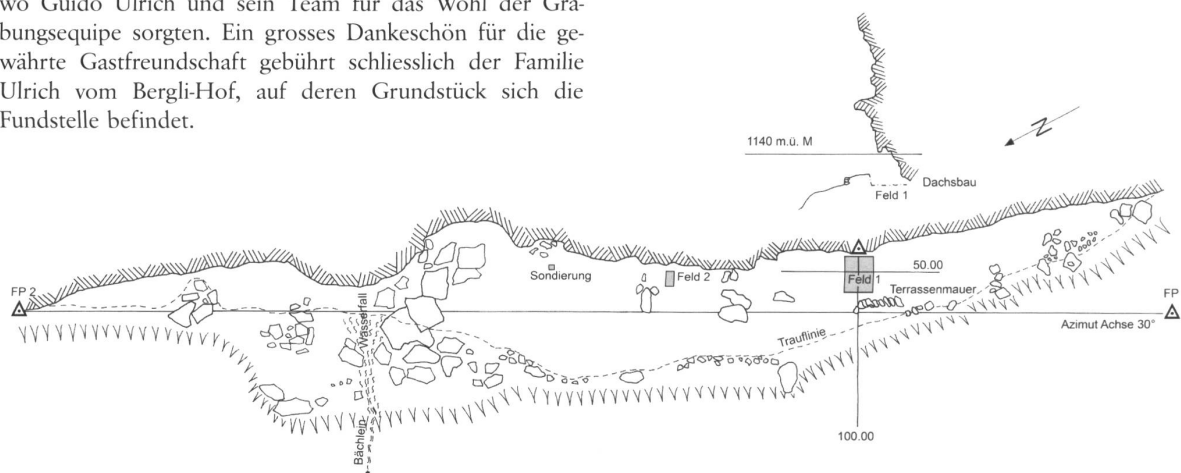 wo Guido Ulrich und sein Team für das Wohl der Gra-
bungsequipe sorgten. Ein grosses Dankeschön für die ge-
währte Gastfreundschaft gebührt schliesslich der Familie
Ulrich vom Bergli-Hof, auf deren Grundstück sich die
Fundstelle befindet.
N
1140 m.ü. M
Dachsbau
Feld 1
Sondierung
Feld 2
50.00
Feld 1
Terrassenmauer
FP 2
FP
Azimut Achse 30°
Wasserfall
Trauflinie
Bächlein
100.00